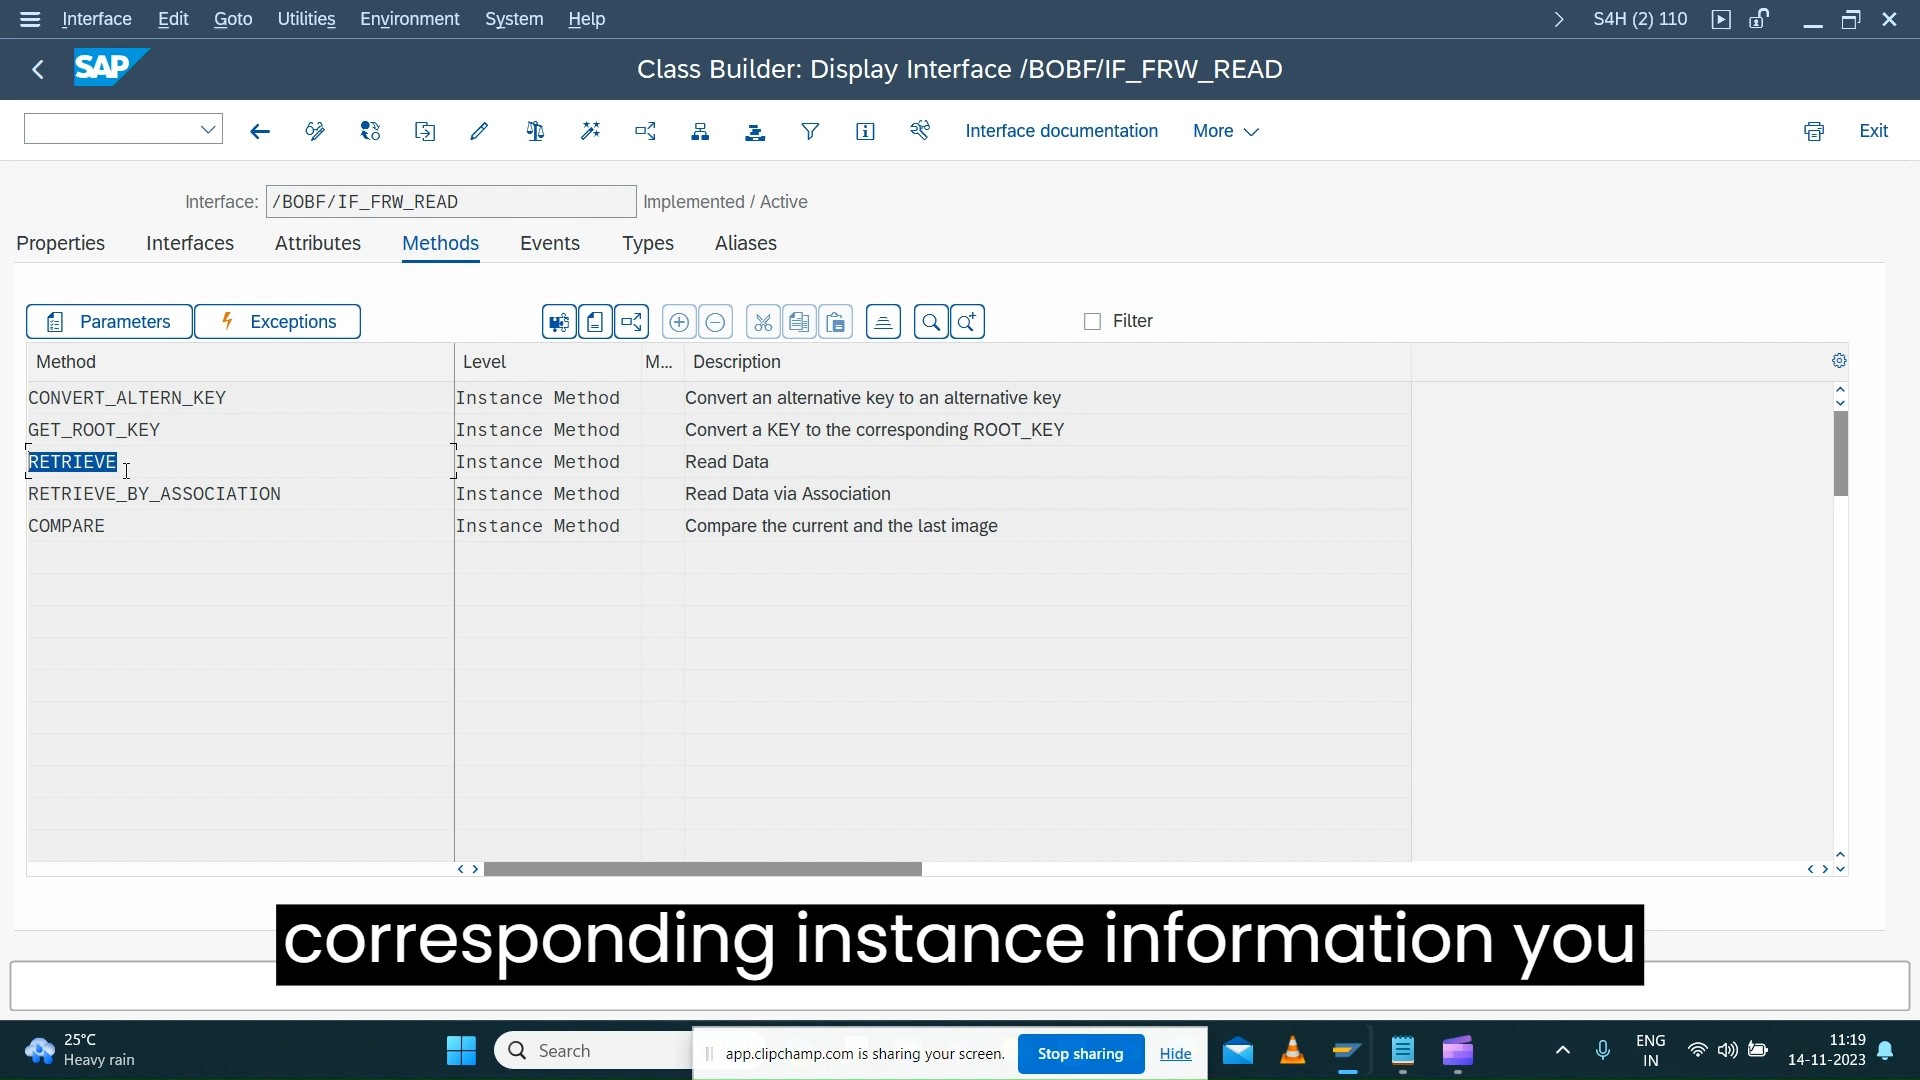 Interface Edit Goto Utilities Environment System Help S4H (2) 110
SAP Class Builder: Display Interface /BOBF/IF_FRW_READ
Interface documentation More Exit
Interface: /BOBF/IF_FRW_READ Implemented / Active
Properties Interfaces Attributes Methods Events Types Aliases
Parameters Exceptions Filter
Method Level M... Description
CONVERT_ALTERN_KEY Instance Method Convert an alternative key to an alternative key
GET_ROOT_KEY Instance Method Convert a KEY to the corresponding ROOT_KEY
RETRIEVE Instance Method Read Data
RETRIEVE_BY_ASSOCIATION Instance Method Read Data via Association
COMPARE Instance Method Compare the current and the last image
corresponding instance information you
25°C
Heavy rain
Search
app.clipchamp.com is sharing your screen. Stop sharing Hide
ENG
IN
11:19
14-11-2023